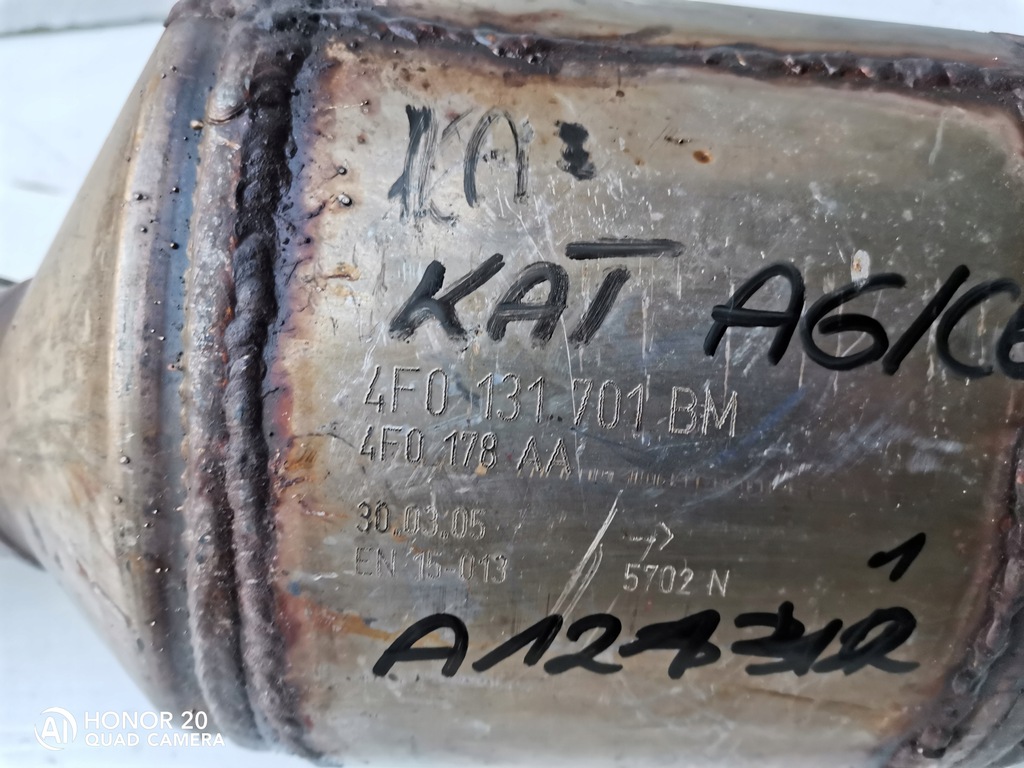 KA
KAT A6/C6
4F0 131 701 BM
4F0 178 AA
30.03.05
EN 15-013
-> 5702 N
1
HONOR 20
QUAD CAMERA